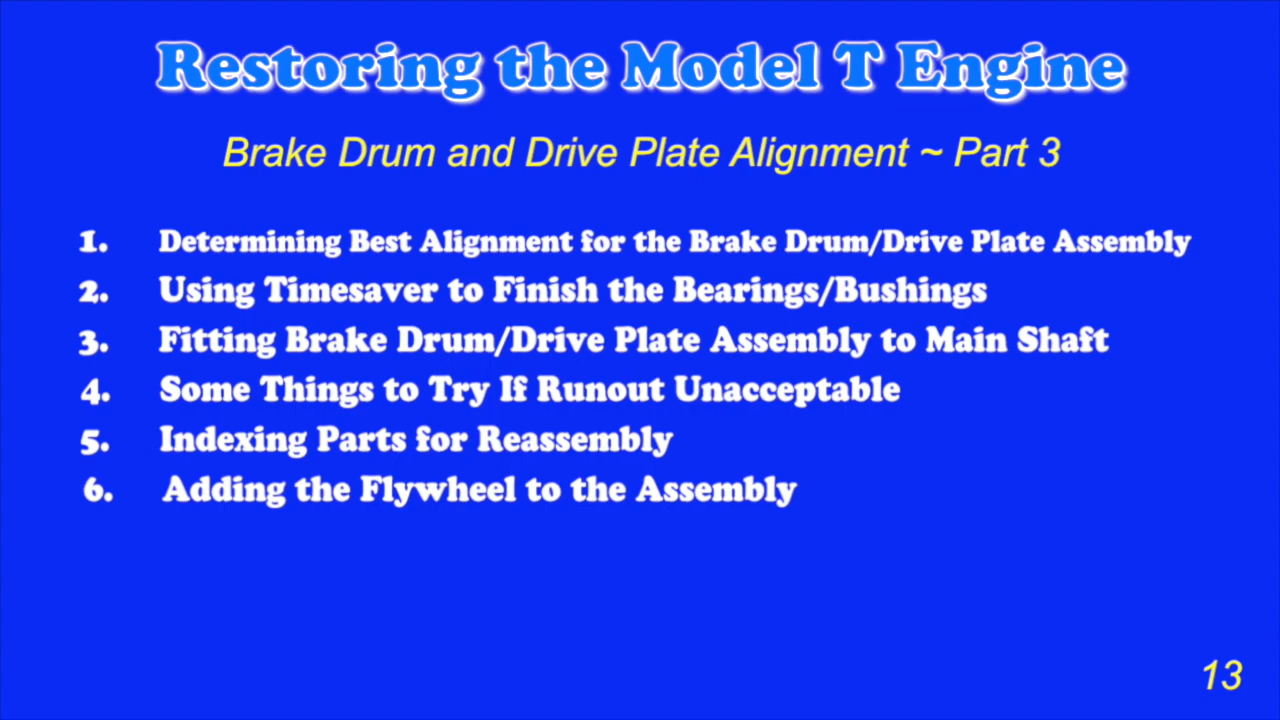 Restoring the Model T Engine
Brake Drum and Drive Plate Alignment ~ Part 3
1. Determining Best Alignment for the Brake Drum/Drive Plate Assembly
2. Using Timesaver to Finish the Bearings/Bushings
3. Fitting Brake Drum/Drive Plate Assembly to Main Shaft
4. Some Things to Try If Runout Unacceptable
5. Indexing Parts for Reassembly
6. Adding the Flywheel to the Assembly
13